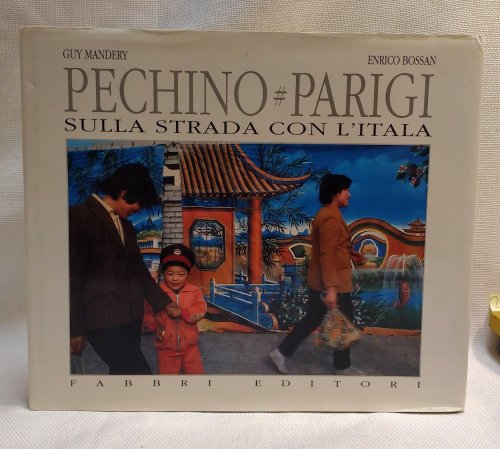 GUY MANDERY
ENRICO BOSSAN
PECHINO # PARIGI
SULLA STRADA CON L'ITALA
FABBRI EDITORI